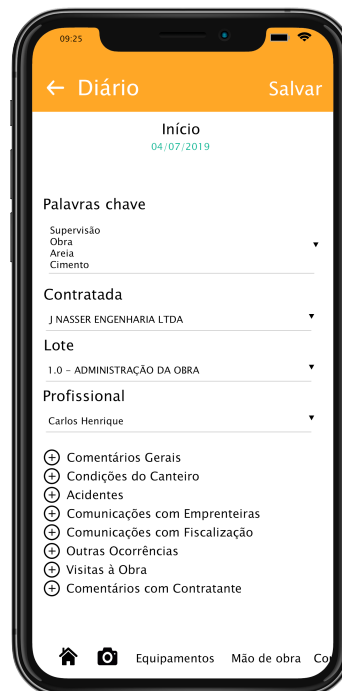 09:25
← Diário Salvar
Início
04/07/2019
Palavras chave
Supervisão
Obra
Areia
Cimento
Contratada
J NASSER ENGENHARIA LTDA
Lote
1.0 – ADMINISTRAÇÃO DA OBRA
Profissional
Carlos Henrique
Comentários Gerais
Condições do Canteiro
Acidentes
Comunicações com Emprenteiras
Comunicações com Fiscalização
Outras Ocorrências
Visitas à Obra
Comentários com Contratante
Equipamentos Mão de obra